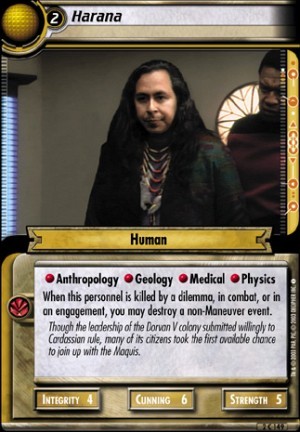 2 Harana
Human
Anthropology Geology Medical Physics
When this personnel is killed by a dilemma, in combat, or in
an engagement, you may destroy a non-Maneuver event.
Though the leadership of the Dorvan V colony submitted willingly to
Cardassian rule, many of its citizens took the first available chance
to join up with the Maquis.
Integrity 4 Cunning 6 Strength 5